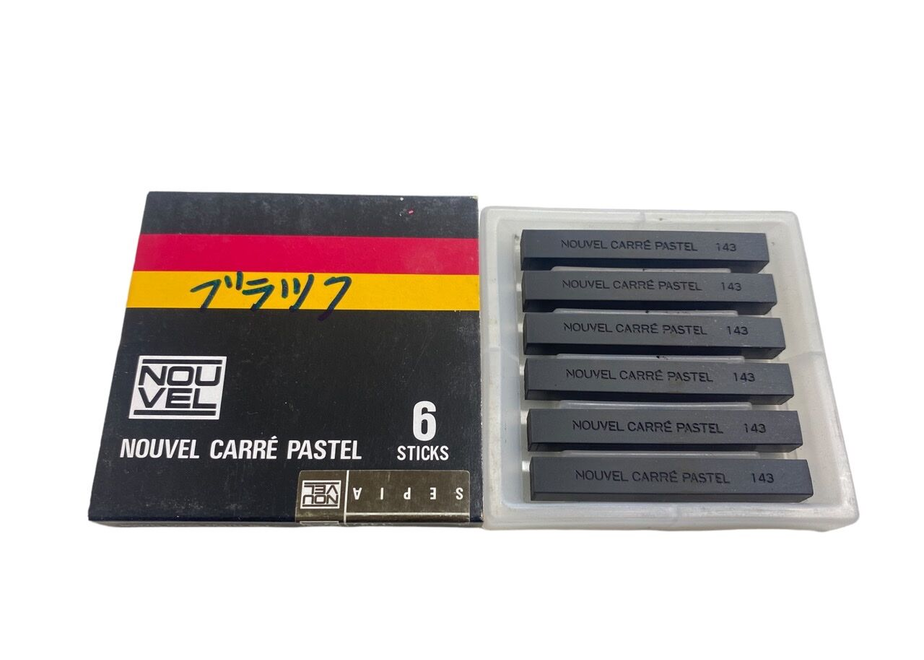 ブラック
NOU
VEL
NOUVEL CARRÉ PASTEL
6
STICKS
SEPIA
NOU
VEL
NOUVEL CARRÉ PASTEL 143
NOUVEL CARRÉ PASTEL 143
NOUVEL CARRÉ PASTEL 143
NOUVEL CARRÉ PASTEL 143
NOUVEL CARRÉ PASTEL 143
NOUVEL CARRÉ PASTEL 143